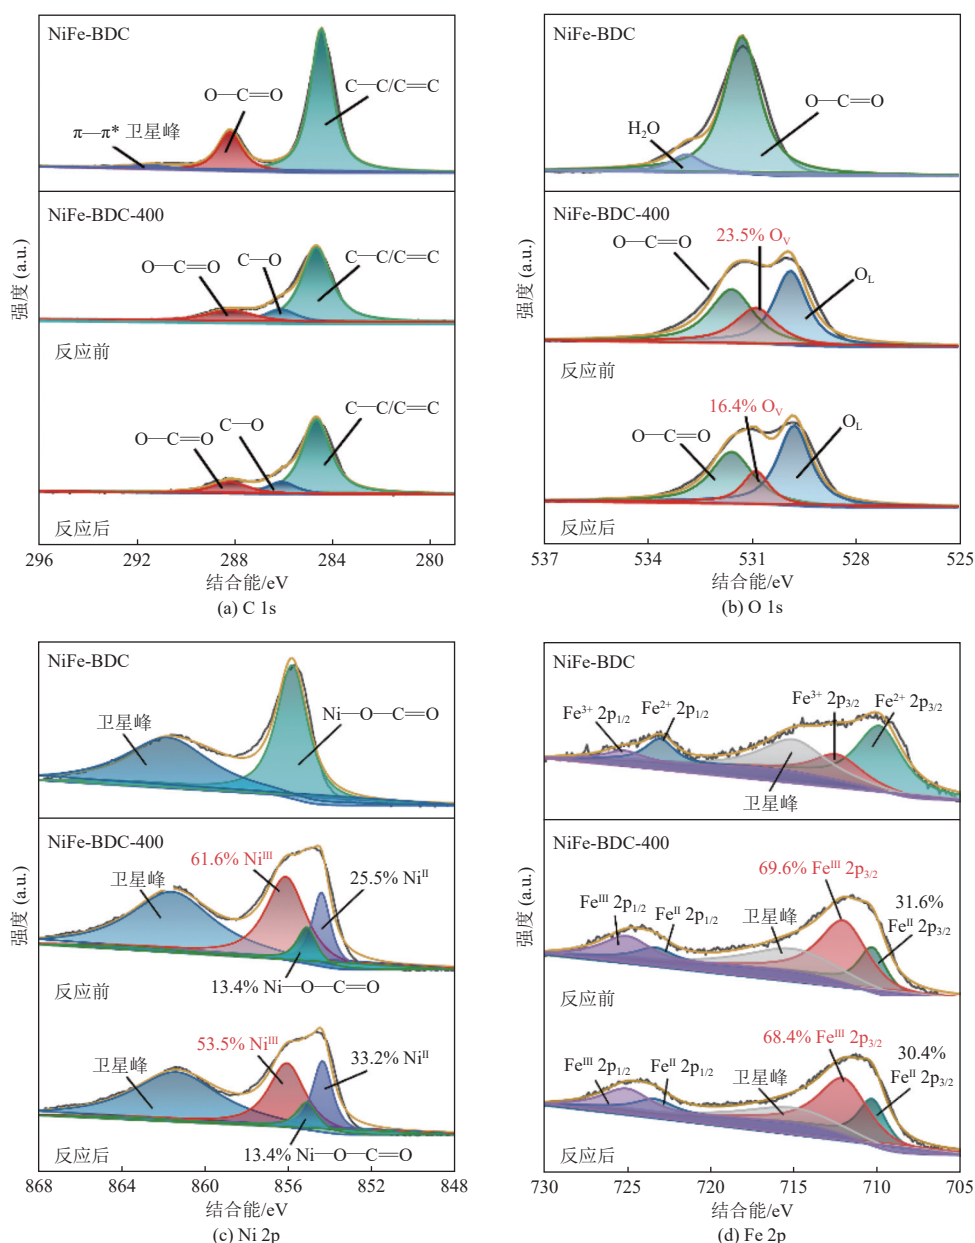 NiFe-BDC
O—C=O
C—C/C=C
π—π* 卫星峰
NiFe-BDC-400
O—C=O
C—O
C—C/C=C
反应前
O—C=O
C—O
C—C/C=C
反应后
强度 (a.u.)
296 292 288 284 280
结合能/eV
(a) C 1s
NiFe-BDC
H₂O
O—C=O
NiFe-BDC-400
O—C=O
23.5% O_V
O_L
反应前
16.4% O_V
O—C=O
O_L
反应后
强度 (a.u.)
537 534 531 528 525
结合能/eV
(b) O 1s
NiFe-BDC
卫星峰
Ni—O—C=O
NiFe-BDC-400
61.6% Niᴵᴵᴵ
卫星峰
25.5% Niᴵᴵ
13.4% Ni—O—C=O
反应前
53.5% Niᴵᴵᴵ
卫星峰
33.2% Niᴵᴵ
13.4% Ni—O—C=O
反应后
强度 (a.u.)
868 864 860 856 852 848
结合能/eV
(c) Ni 2p
NiFe-BDC
Fe³⁺ 2p₁/₂
Fe²⁺ 2p₁/₂
Fe³⁺ 2p₃/₂
Fe²⁺ 2p₃/₂
卫星峰
NiFe-BDC-400
69.6% Feᴵᴵᴵ 2p₃/₂
Feᴵᴵᴵ 2p₁/₂
Feᴵᴵ 2p₁/₂
卫星峰
31.6%
Feᴵᴵ 2p₃/₂
反应前
68.4% Feᴵᴵᴵ 2p₃/₂
Feᴵᴵᴵ 2p₁/₂
Feᴵᴵ 2p₁/₂
卫星峰
30.4%
Feᴵᴵ 2p₃/₂
反应后
强度 (a.u.)
730 725 720 715 710 705
结合能/eV
(d) Fe 2p